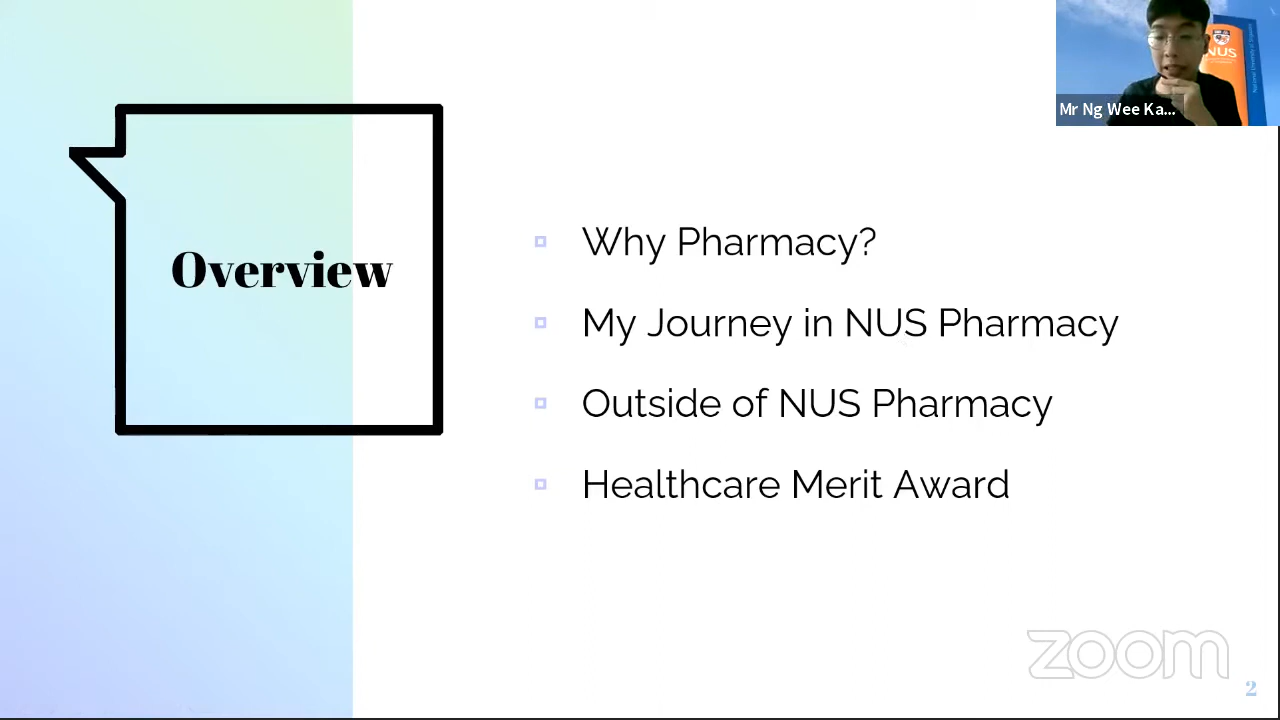 NUS
Mr Ng Wee Ka...
Overview
Why Pharmacy?
My Journey in NUS Pharmacy
Outside of NUS Pharmacy
Healthcare Merit Award
zoom
2